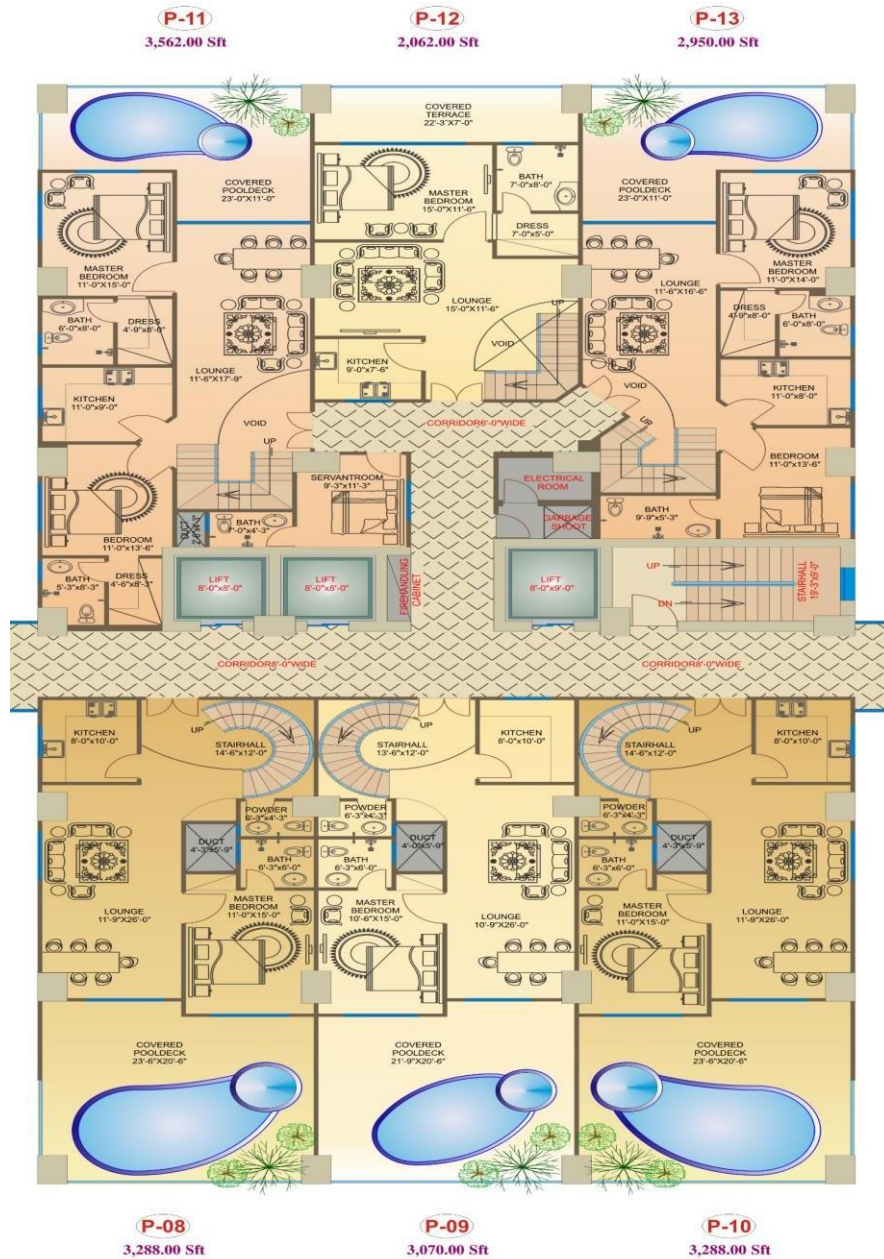 P-11
3,562.00 Sft
P-12
2,062.00 Sft
P-13
2,950.00 Sft
COVERED
TERRACE
22'-3"X7'-0"
COVERED
POOLDECK
23'-0"X11'-0"
MASTER
BEDROOM
15'-0"X11'-6"
BATH
7'-0"x8'-0"
DRESS
7'-0"x5'-0"
COVERED
POOLDECK
23'-0"X11'-0"
MASTER
BEDROOM
11'-0"X15'-0"
LOUNGE
15'-0"X11'-6"
UP
VOID
LOUNGE
11'-6"X16'-6"
MASTER
BEDROOM
11'-0"X14'-0"
BATH
6'-0"x8'-0"
DRESS
4'-9"x8'-0"
LOUNGE
11'-6"X17'-9"
KITCHEN
9'-0"x7'-6"
DRESS
4'-9"x8'-0"
BATH
6'-0"x8'-0"
KITCHEN
11'-0"x9'-0"
VOID
UP
CORRIDOR6'-0"WIDE
VOID
UP
KITCHEN
11'-0"x8'-0"
BEDROOM
11'-0"x13'-6"
SERVANTROOM
9'-3"x11'-3"
ELECTRICAL
ROOM
GARBAGE
SHOOT
BATH
9'-9"x5'-3"
BEDROOM
11'-0"x13'-6"
DUCT
BATH
7'-0"x4'-3"
BATH
5'-3"x8'-3"
DRESS
4'-6"x8'-3"
LIFT
8'-0"x8'-0"
LIFT
8'-0"x8'-0"
FIREHANDLING
CABINET
LIFT
8'-0"x9'-0"
UP
DN
STAIRHALL
19'-3"x9'-0"
CORRIDOR8'-0"WIDE
CORRIDOR8'-0"WIDE
KITCHEN
8'-0"x10'-0"
UP
STAIRHALL
14'-6"x12'-0"
UP
STAIRHALL
13'-6"x12'-0"
KITCHEN
8'-0"x10'-0"
UP
STAIRHALL
14'-6"x12'-0"
KITCHEN
8'-0"x10'-0"
POWDER
6'-3"x4'-3"
POWDER
6'-3"x4'-3"
POWDER
6'-3"x4'-3"
DUCT
4'-3"x5'-9"
DUCT
4'-0"x5'-9"
DUCT
4'-3"x5'-9"
BATH
6'-3"x6'-0"
BATH
6'-3"x6'-0"
BATH
6'-3"x6'-0"
LOUNGE
11'-9"X26'-0"
MASTER
BEDROOM
11'-0"X15'-0"
MASTER
BEDROOM
10'-6"X15'-0"
LOUNGE
10'-9"X26'-0"
MASTER
BEDROOM
11'-0"X15'-0"
LOUNGE
11'-9"X26'-0"
COVERED
POOLDECK
23'-6"X20'-6"
COVERED
POOLDECK
21'-9"X20'-6"
COVERED
POOLDECK
23'-6"X20'-6"
P-08
3,288.00 Sft
P-09
3,070.00 Sft
P-10
3,288.00 Sft